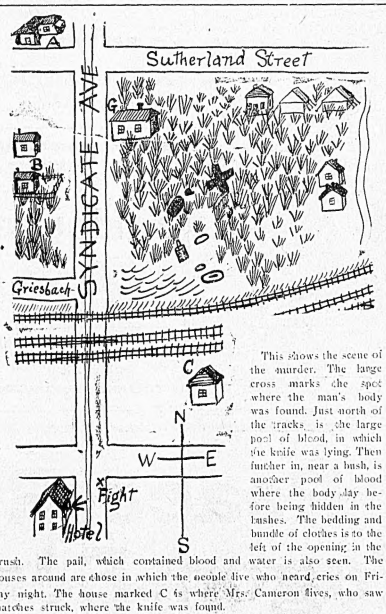 A
Sutherland Street
SYNDICATE AVE
G
B
Griesbach
C
N
W E
S
x
Fight
Hotel
This shows the scene of
the murder. The large
cross marks the spot
where the man's body
was found. Just north of
the tracks is the large
pool of blood, in which
the knife was lying. Then
further in, near a bush, is
another pool of blood
where the body lay be-
fore being hidden in the
bushes. The bedding and
bundle of clothes is to the
left of the opening in the
brush. The pail, which contained blood and water is also seen. The
houses around are those in which the people live who heard cries on Fri-
day night. The house marked C is where Mrs. Cameron lives, who saw
matches struck, where the knife was found.